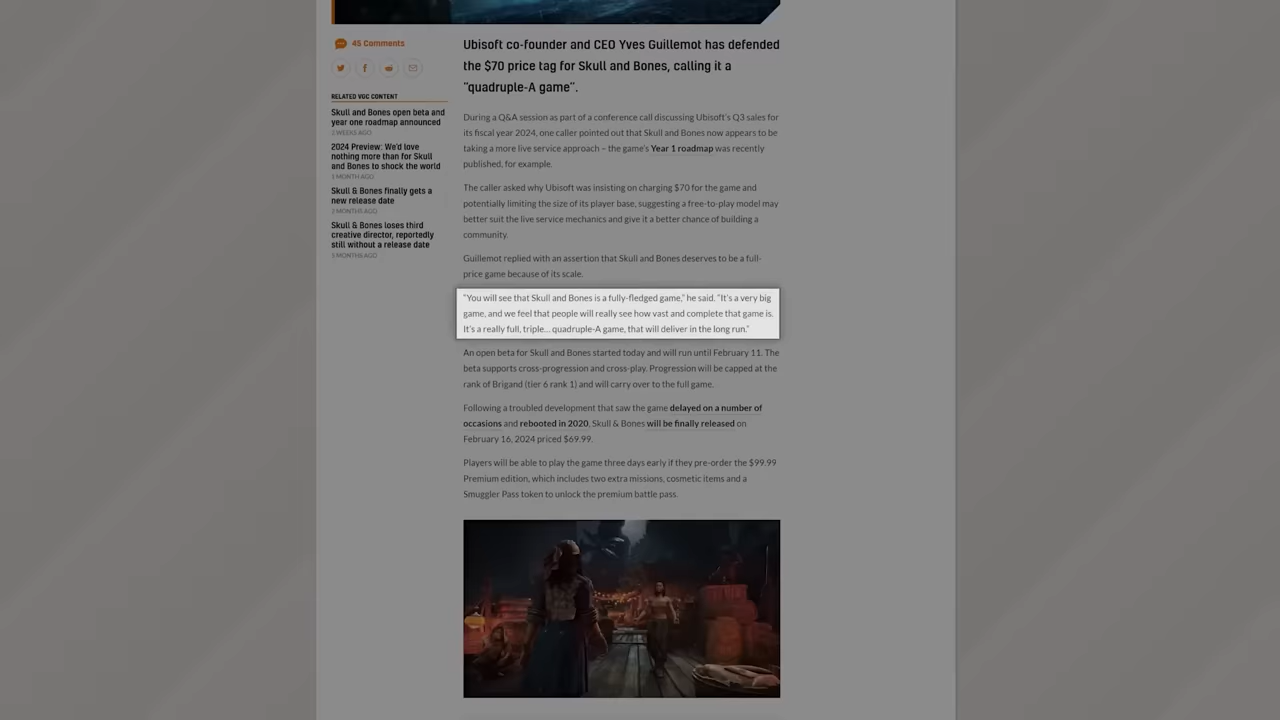 45 Comments
RELATED VGC CONTENT
Skull and Bones open beta and
year one roadmap announced
3 WEEKS AGO
2024 Preview: We'd love
nothing more than for Skull
and Bones to shock the world
1 MONTH AGO
Skull & Bones finally gets a
new release date
2 MONTHS AGO
Skull & Bones loses third
creative director, reportedly
still without a release date
MONTHS AGO
Ubisoft co-founder and CEO Yves Guillemot has defended
the $70 price tag for Skull and Bones, calling it a
"quadruple-A game".
During a Q&A session as part of a conference call discussing Ubisoft's Q3 sales for
its fiscal year 2024, one caller pointed out that Skull and Bones now appears to be
taking a more live service approach – the game's Year 1 roadmap was recently
published, for example.
The caller asked why Ubisoft was insisting on charging $70 for the game and
potentially limiting the size of its player base, suggesting a free-to-play model may
better suit the live service mechanics and give it a better chance of building a
community.
Guillemot replied with an assertion that Skull and Bones deserves to be a full-
price game because of its scale.
"You will see that Skull and Bones is a fully-fledged game," he said. "It's a very big
game, and we feel that people will really see how vast and complete that game is.
It's a really full, triple… quadruple-A game, that will deliver in the long run."
An open beta for Skull and Bones started today and will run until February 11. The
beta supports cross-progression and cross-play. Progression will be capped at the
rank of Brigand (tier 6 rank 1) and will carry over to the full game.
Following a troubled development that saw the game delayed on a number of
occasions and rebooted in 2020, Skull & Bones will be finally released on
February 16, 2024 priced $69.99.
Players will be able to play the game three days early if they pre-order the $99.99
Premium edition, which includes two extra missions, cosmetic items and a
Smuggler Pass token to unlock the premium battle pass.